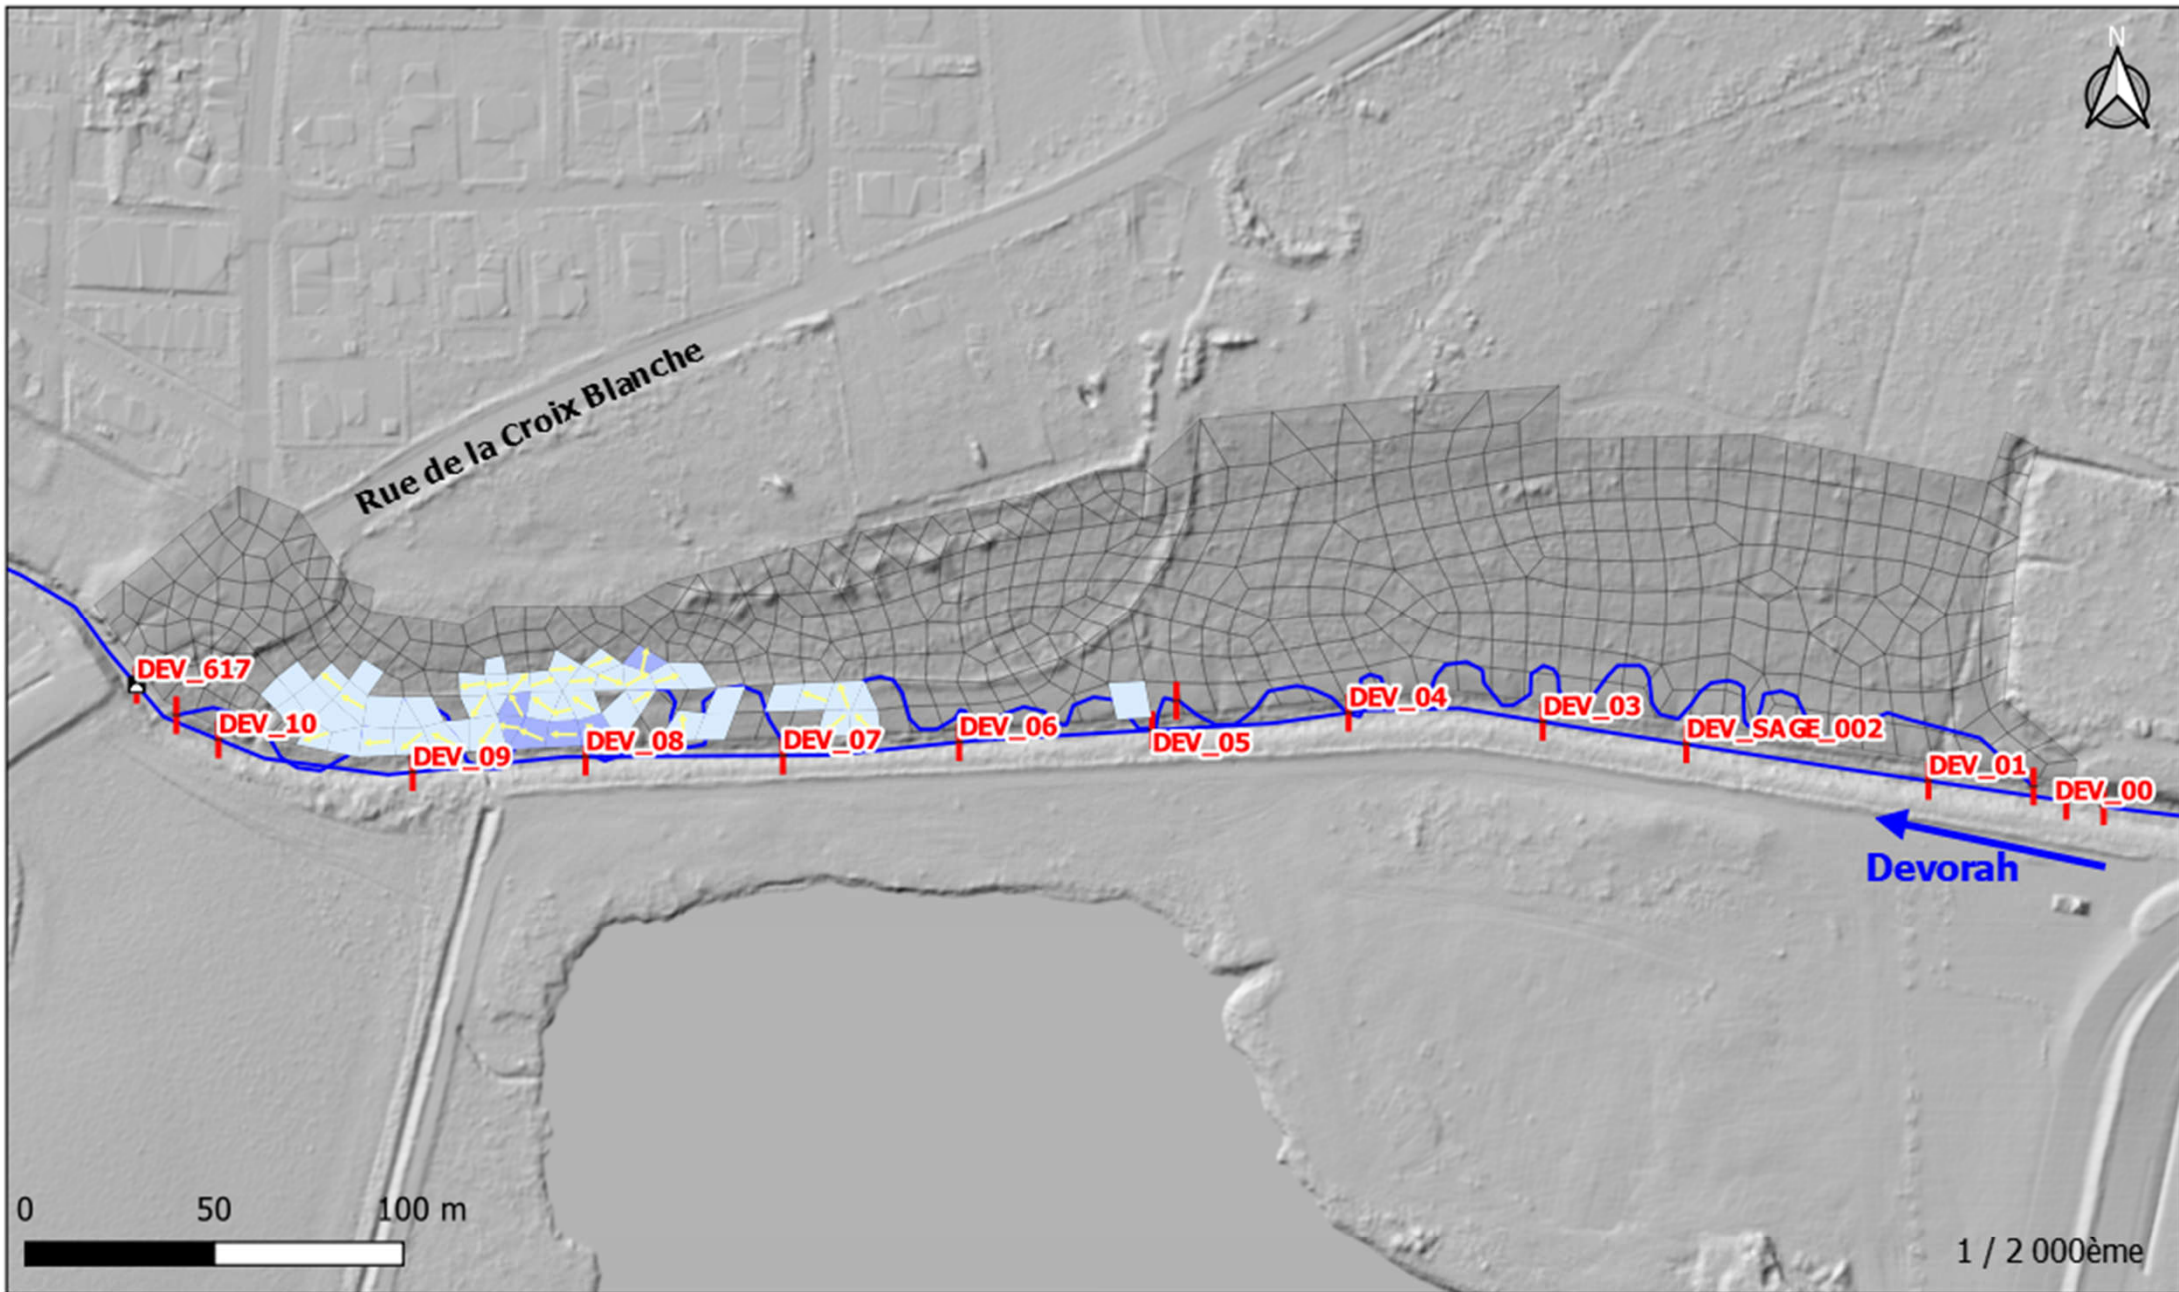 N
Rue de la Croix Blanche
DEV_617
DEV_10
DEV_09
DEV_08
DEV_07
DEV_06
DEV_05
DEV_04
DEV_03
DEV_SAGE_002
DEV_01
DEV_00
Devorah
0 50 100 m
1 / 2 000ème